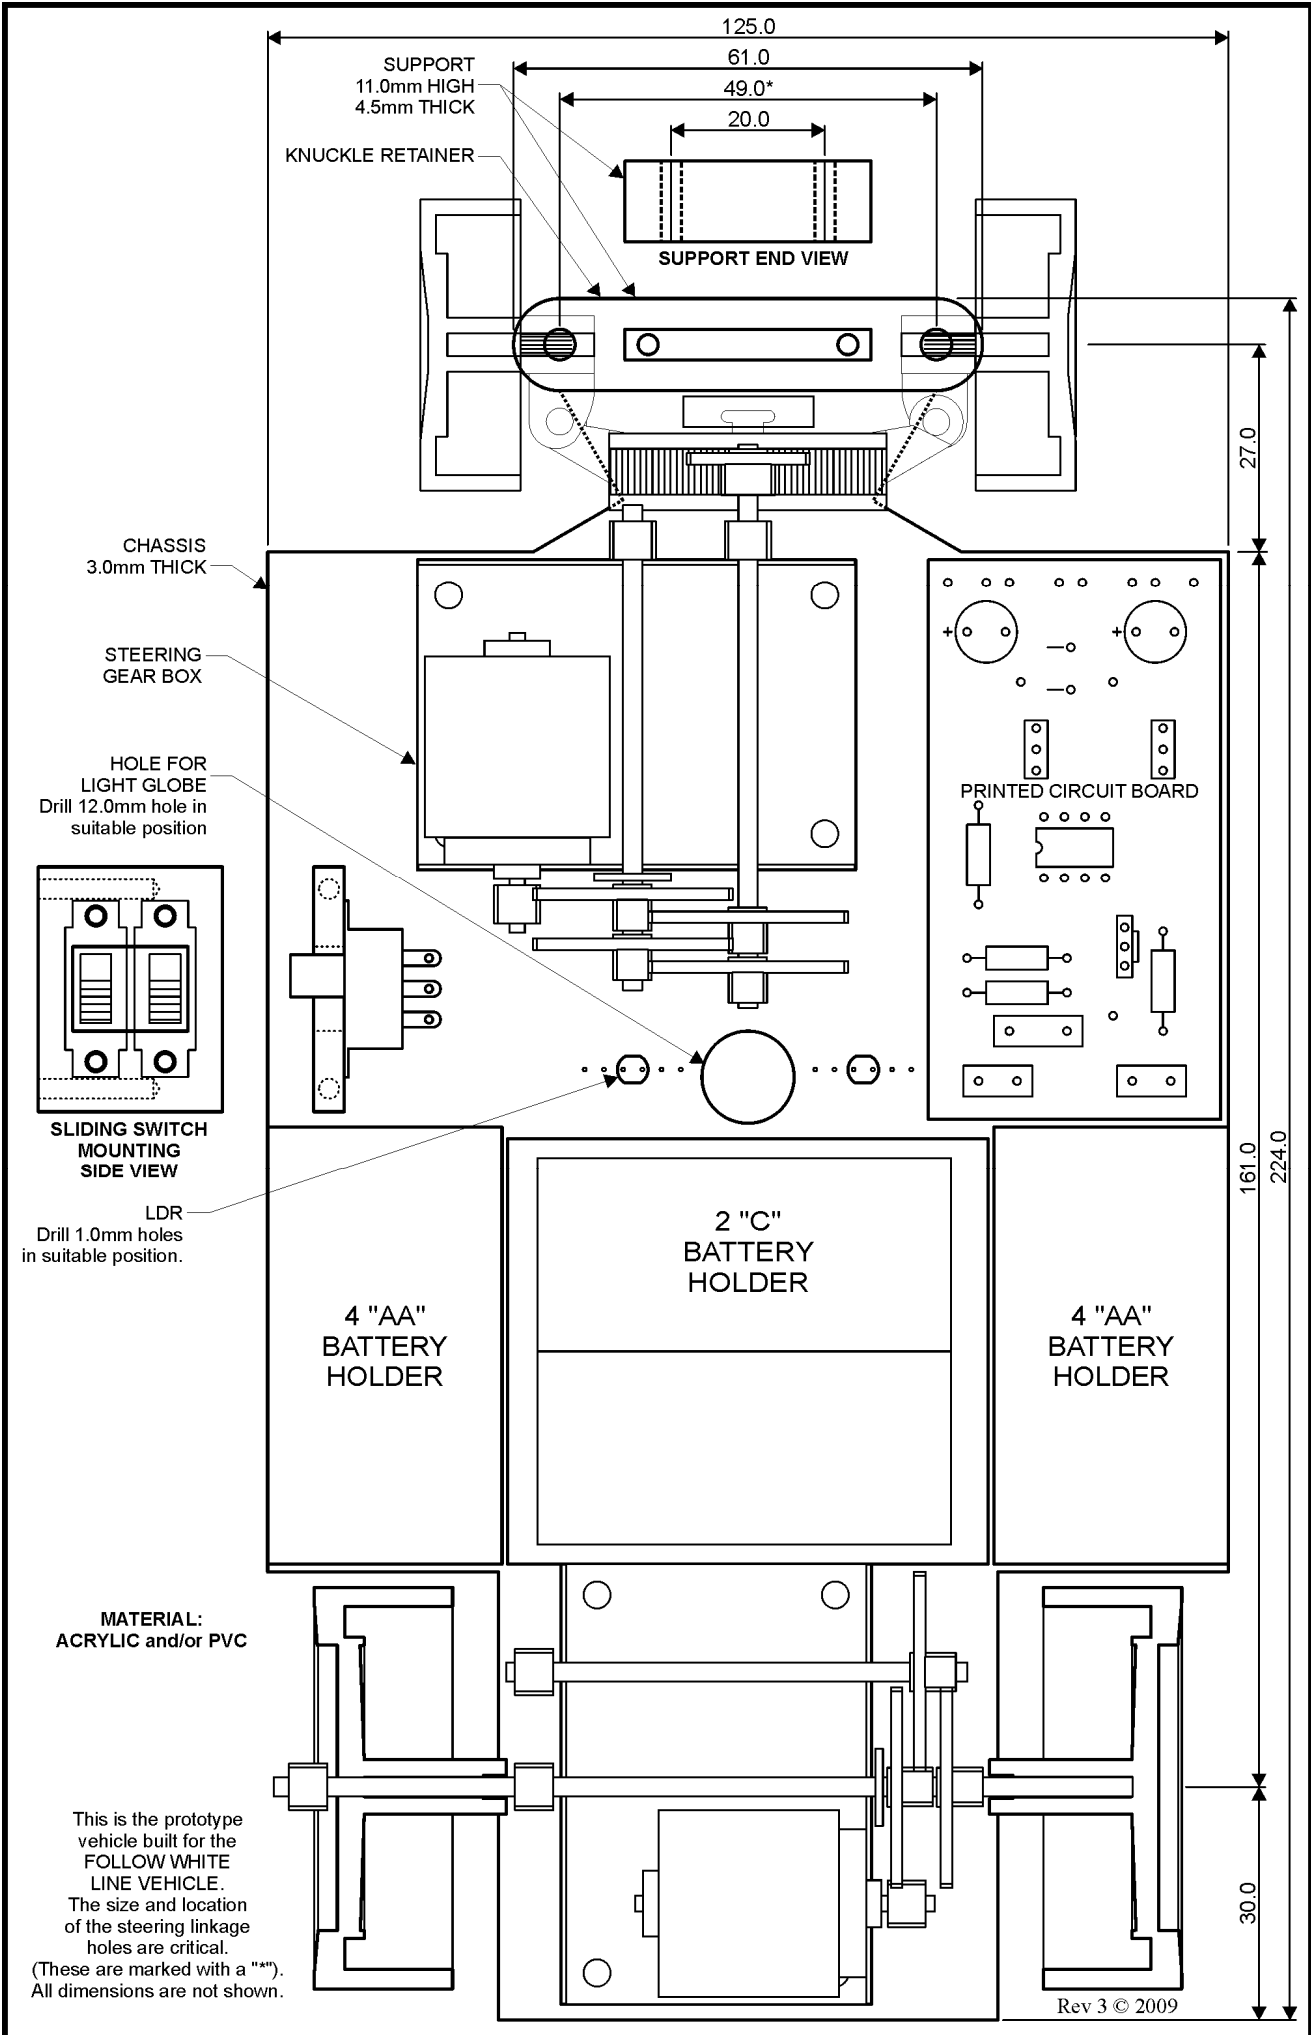 125.0
61.0
49.0*
20.0
SUPPORT
11.0mm HIGH
4.5mm THICK
KNUCKLE RETAINER
SUPPORT END VIEW
27.0
CHASSIS
3.0mm THICK
STEERING
GEAR BOX
HOLE FOR
LIGHT GLOBE
Drill 12.0mm hole in
suitable position
+
+
PRINTED CIRCUIT BOARD
SLIDING SWITCH
MOUNTING
SIDE VIEW
161.0
224.0
LDR
Drill 1.0mm holes
in suitable position.
2 "C"
BATTERY
HOLDER
4 "AA"
BATTERY
HOLDER
4 "AA"
BATTERY
HOLDER
MATERIAL:
ACRYLIC and/or PVC
This is the prototype
vehicle built for the
FOLLOW WHITE
LINE VEHICLE.
The size and location
of the steering linkage
holes are critical.
(These are marked with a "*").
All dimensions are not shown.
30.0
Rev 3 © 2009